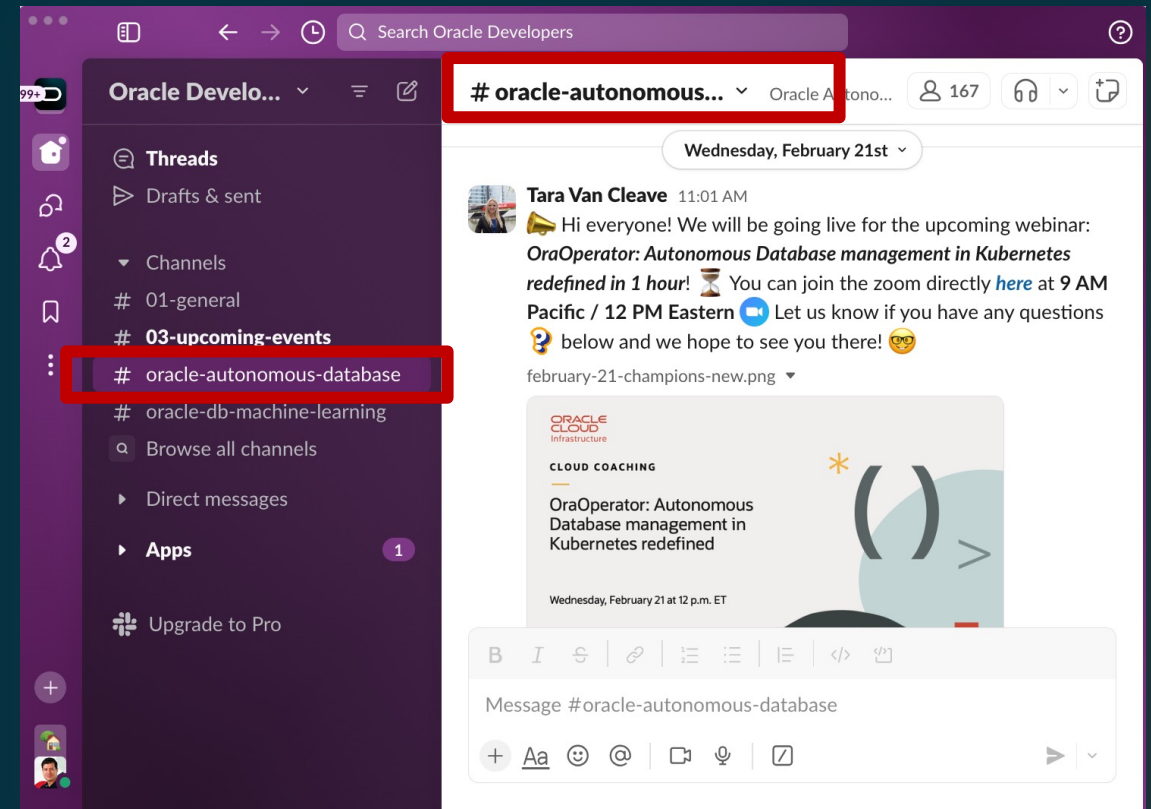 Search Oracle Developers
99+
Oracle Develo...
# oracle-autonomous...
Oracle Autono...
167
Threads
Drafts & sent
2
Channels
# 01-general
# 03-upcoming-events
# oracle-autonomous-database
# oracle-db-machine-learning
Browse all channels
Direct messages
Apps
1
Upgrade to Pro
Wednesday, February 21st
Tara Van Cleave 11:01 AM
Hi everyone! We will be going live for the upcoming webinar:
OraOperator: Autonomous Database management in Kubernetes
redefined in 1 hour! You can join the zoom directly here at 9 AM
Pacific / 12 PM Eastern Let us know if you have any questions
below and we hope to see you there!
february-21-champions-new.png
ORACLE
CLOUD
Infrastructure
CLOUD COACHING
OraOperator: Autonomous
Database management in
Kubernetes redefined
Wednesday, February 21 at 12 p.m. ET
Message #oracle-autonomous-database
Aa